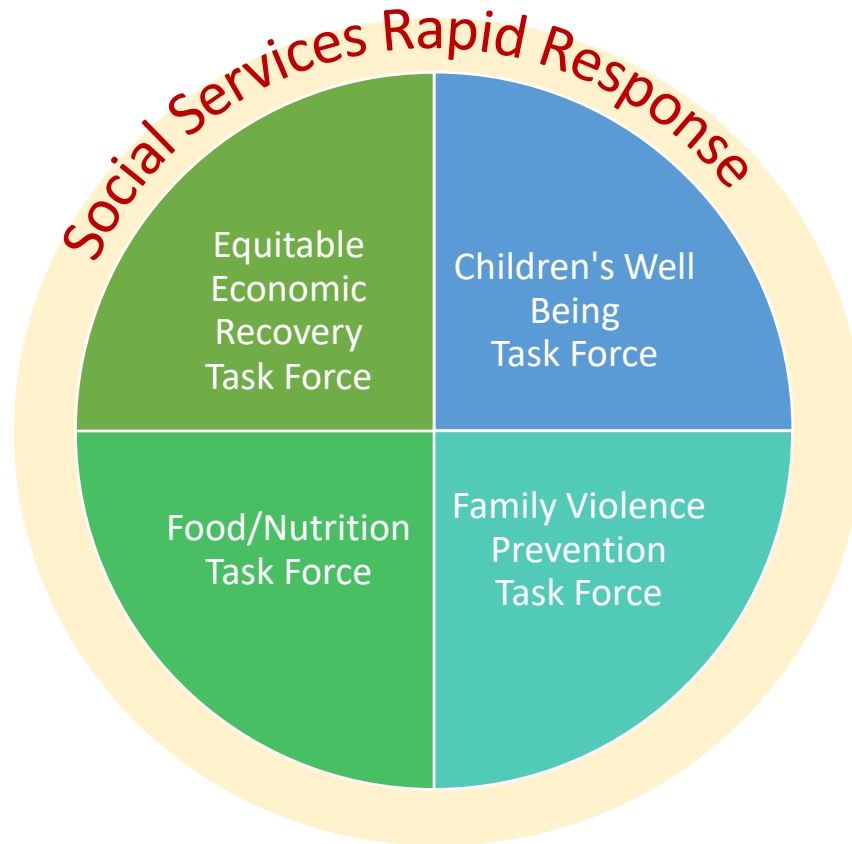 Social Services Rapid Response
Equitable
Economic
Recovery
Task Force
Children's Well
Being
Task Force
Food/Nutrition
Task Force
Family Violence
Prevention
Task Force